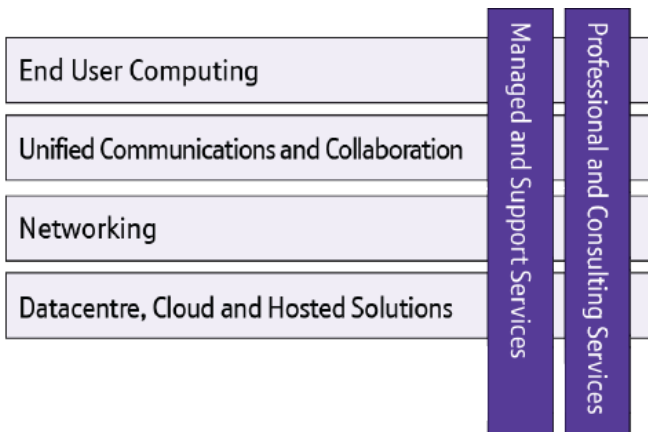 End User Computing
Unified Communications and Collaboration
Networking
Datacentre, Cloud and Hosted Solutions
Managed and Support Services
Professional and Consulting Services